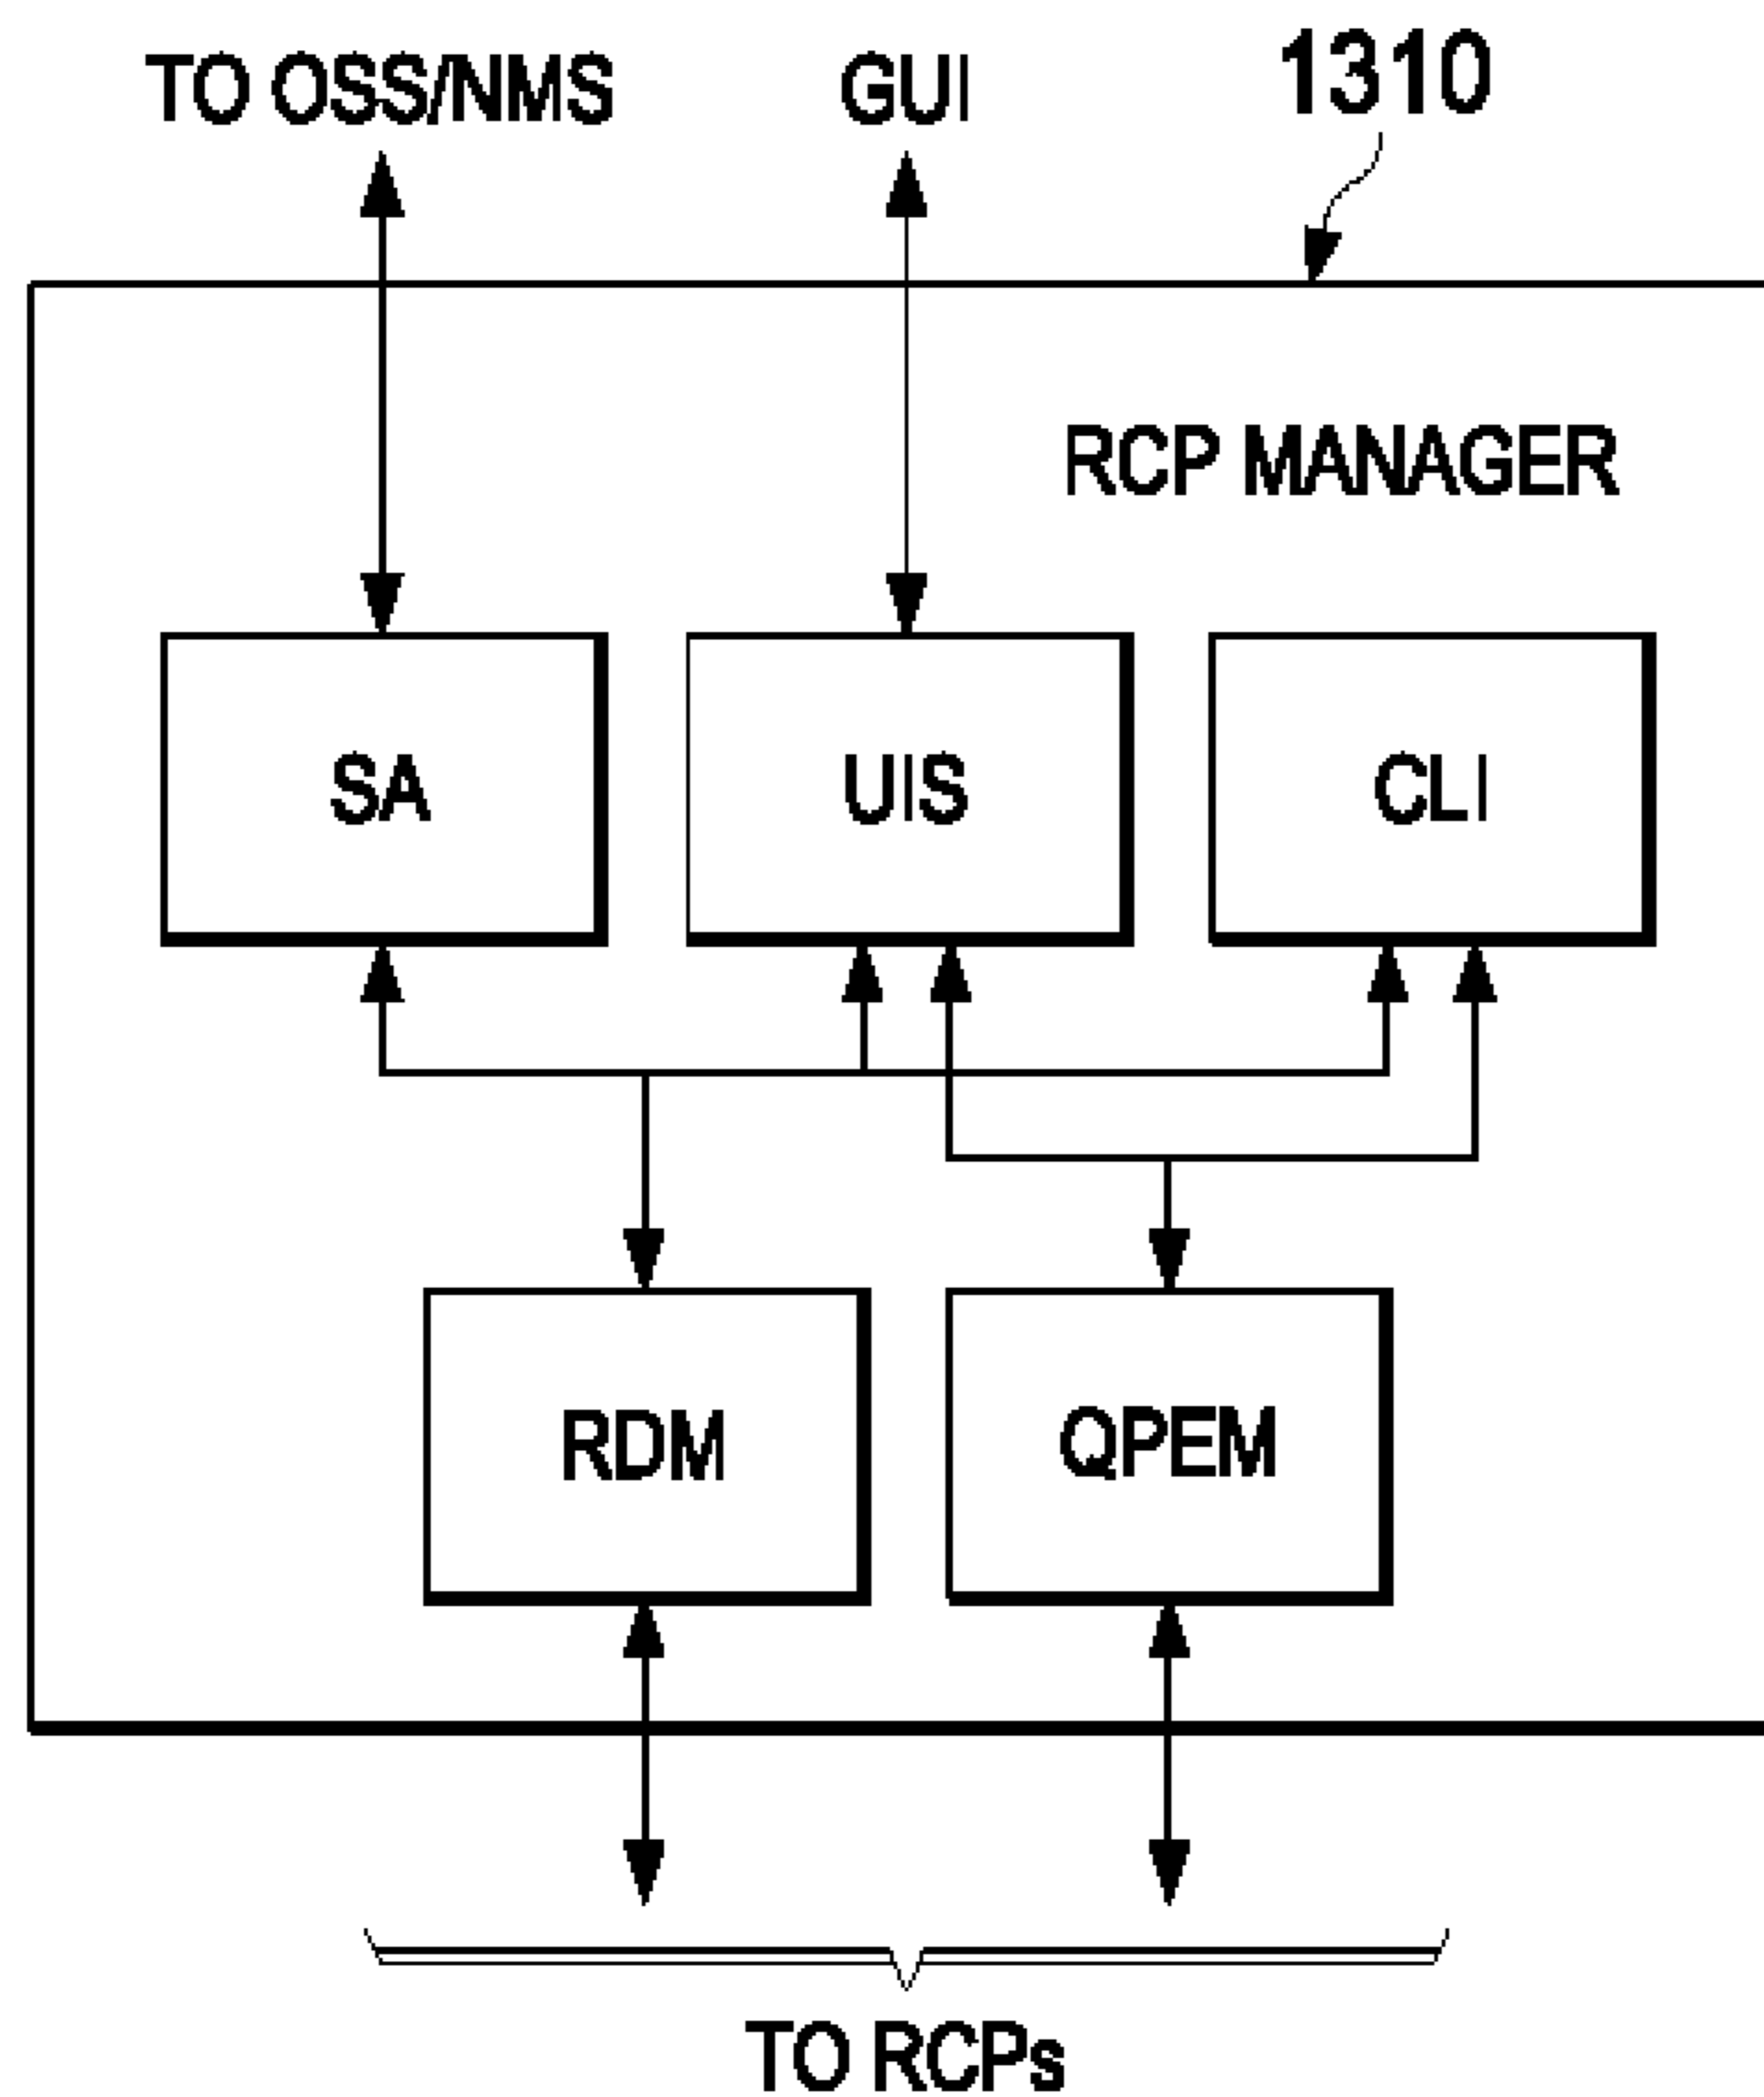 TO OSS/NMS
GUI
1310
RCP MANAGER
SA
UIS
CLI
RDM
QPEM
TO RCPs